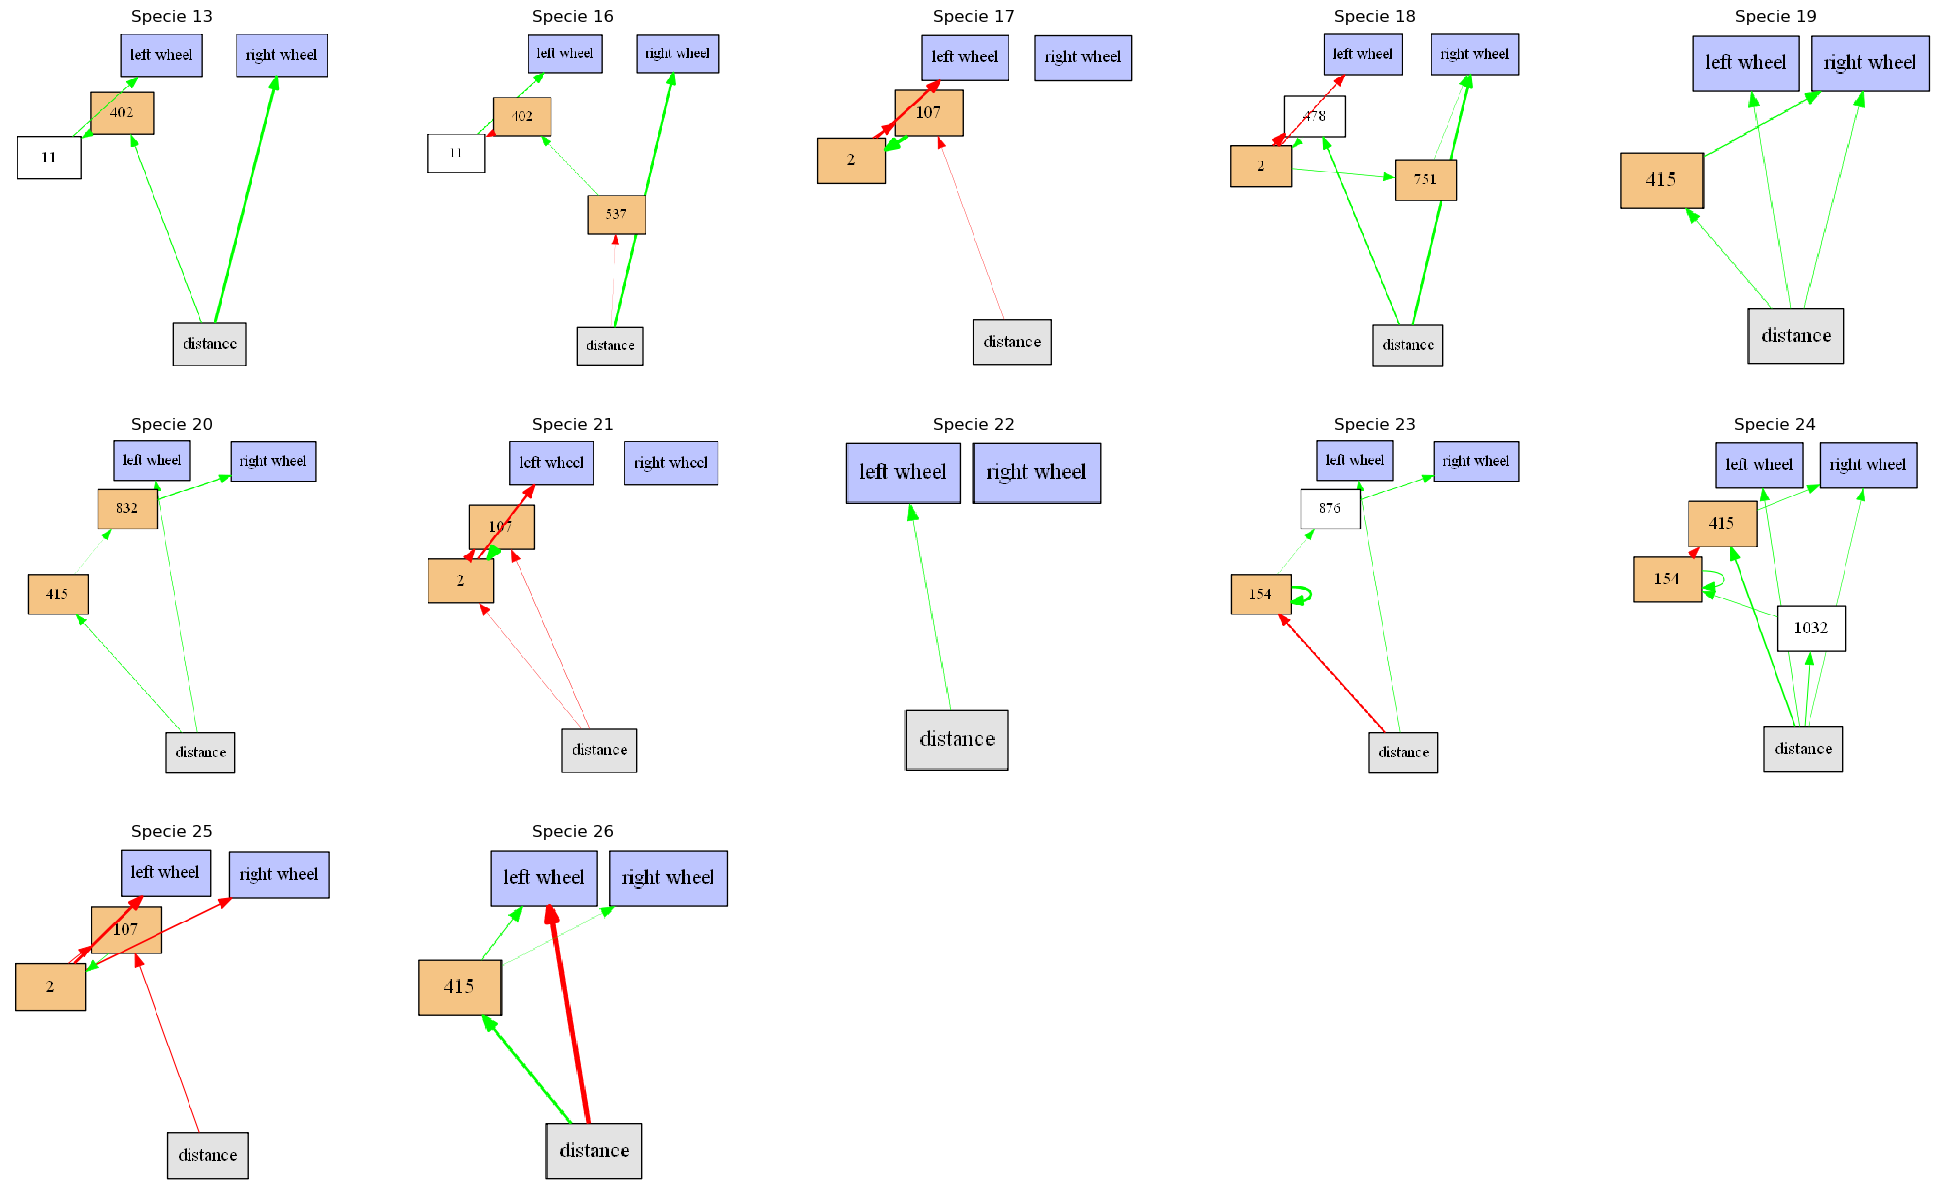 Specie 13
left wheel
right wheel
402
11
distance
Specie 16
left wheel
right wheel
402
11
537
distance
Specie 17
left wheel
right wheel
107
2
distance
Specie 18
left wheel
right wheel
478
2
751
distance
Specie 19
left wheel
right wheel
415
distance
Specie 20
left wheel
right wheel
832
415
distance
Specie 21
left wheel
right wheel
107
2
distance
Specie 22
left wheel
right wheel
distance
Specie 23
left wheel
right wheel
876
154
distance
Specie 24
left wheel
right wheel
415
154
1032
distance
Specie 25
left wheel
right wheel
107
2
distance
Specie 26
left wheel
right wheel
415
distance